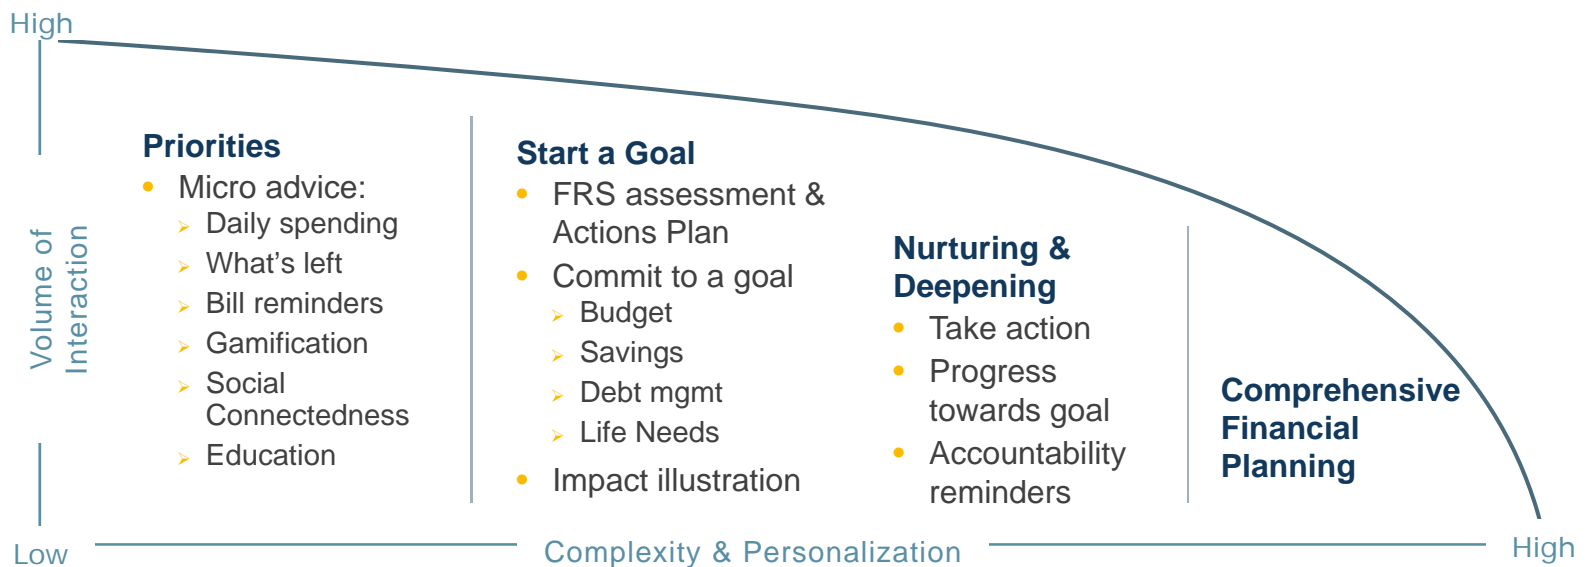 High
Volume of
Interaction
Low
Priorities
Micro advice:
Daily spending
What's left
Bill reminders
Gamification
Social
Connectedness
Education
Start a Goal
FRS assessment &
Actions Plan
Commit to a goal
Budget
Savings
Debt mgmt
Life Needs
Impact illustration
Nurturing &
Deepening
Take action
Progress
towards goal
Accountability
reminders
Comprehensive
Financial
Planning
Complexity & Personalization
High